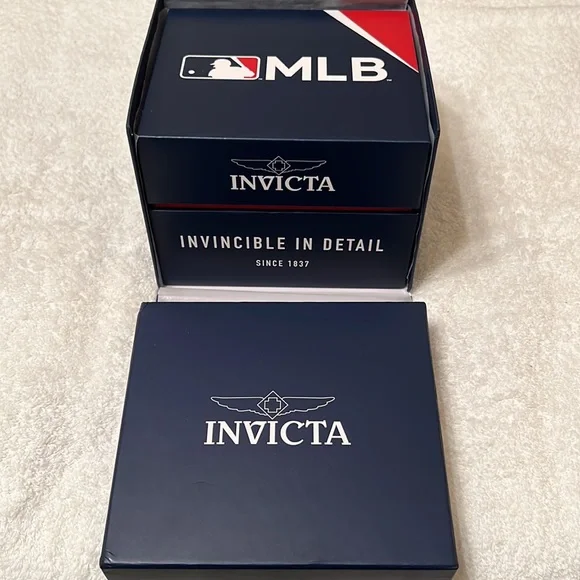 MLB
INVICTA
INVINCIBLE IN DETAIL
SINCE 1837
INVICTA